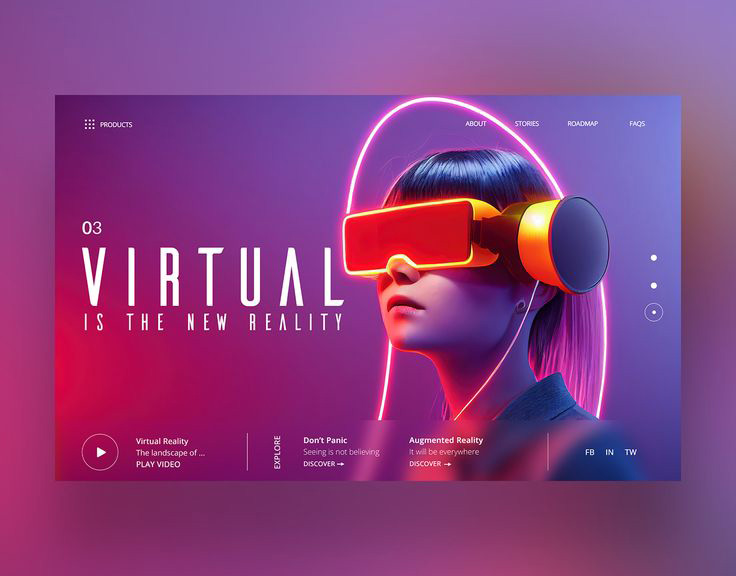 PRODUCTS
ABOUT
STORIES
ROADMAP
FAQS
03
VIRTUAL
IS THE NEW REALITY
Virtual Reality
The landscape of ...
PLAY VIDEO
EXPLORE
Don't Panic
Seeing is not believing
DISCOVER →
Augmented Reality
It will be everywhere
DISCOVER →
FB IN TW